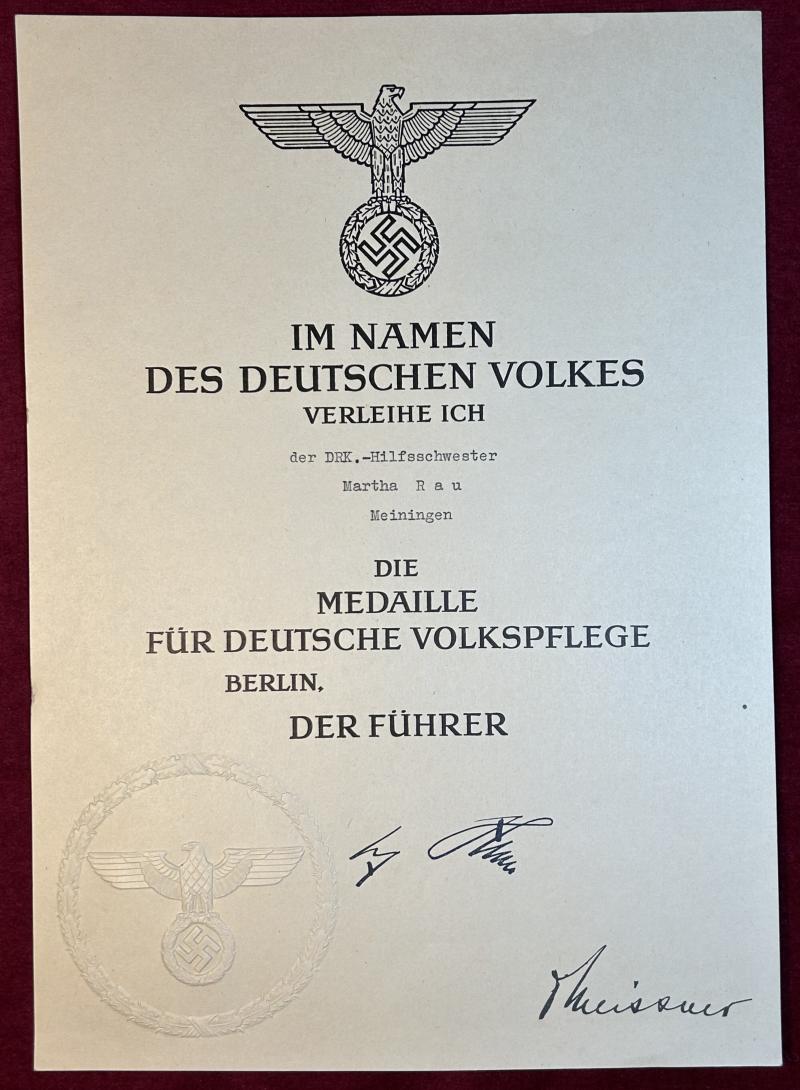 IM NAMEN
DES DEUTSCHEN VOLKES
VERLEIHE ICH
der DRK.-Hilfsschwester
Martha R a u
Meiningen
DIE
MEDAILLE
FÜR DEUTSCHE VOLKSPFLEGE
BERLIN,
DER FÜHRER
Meissner